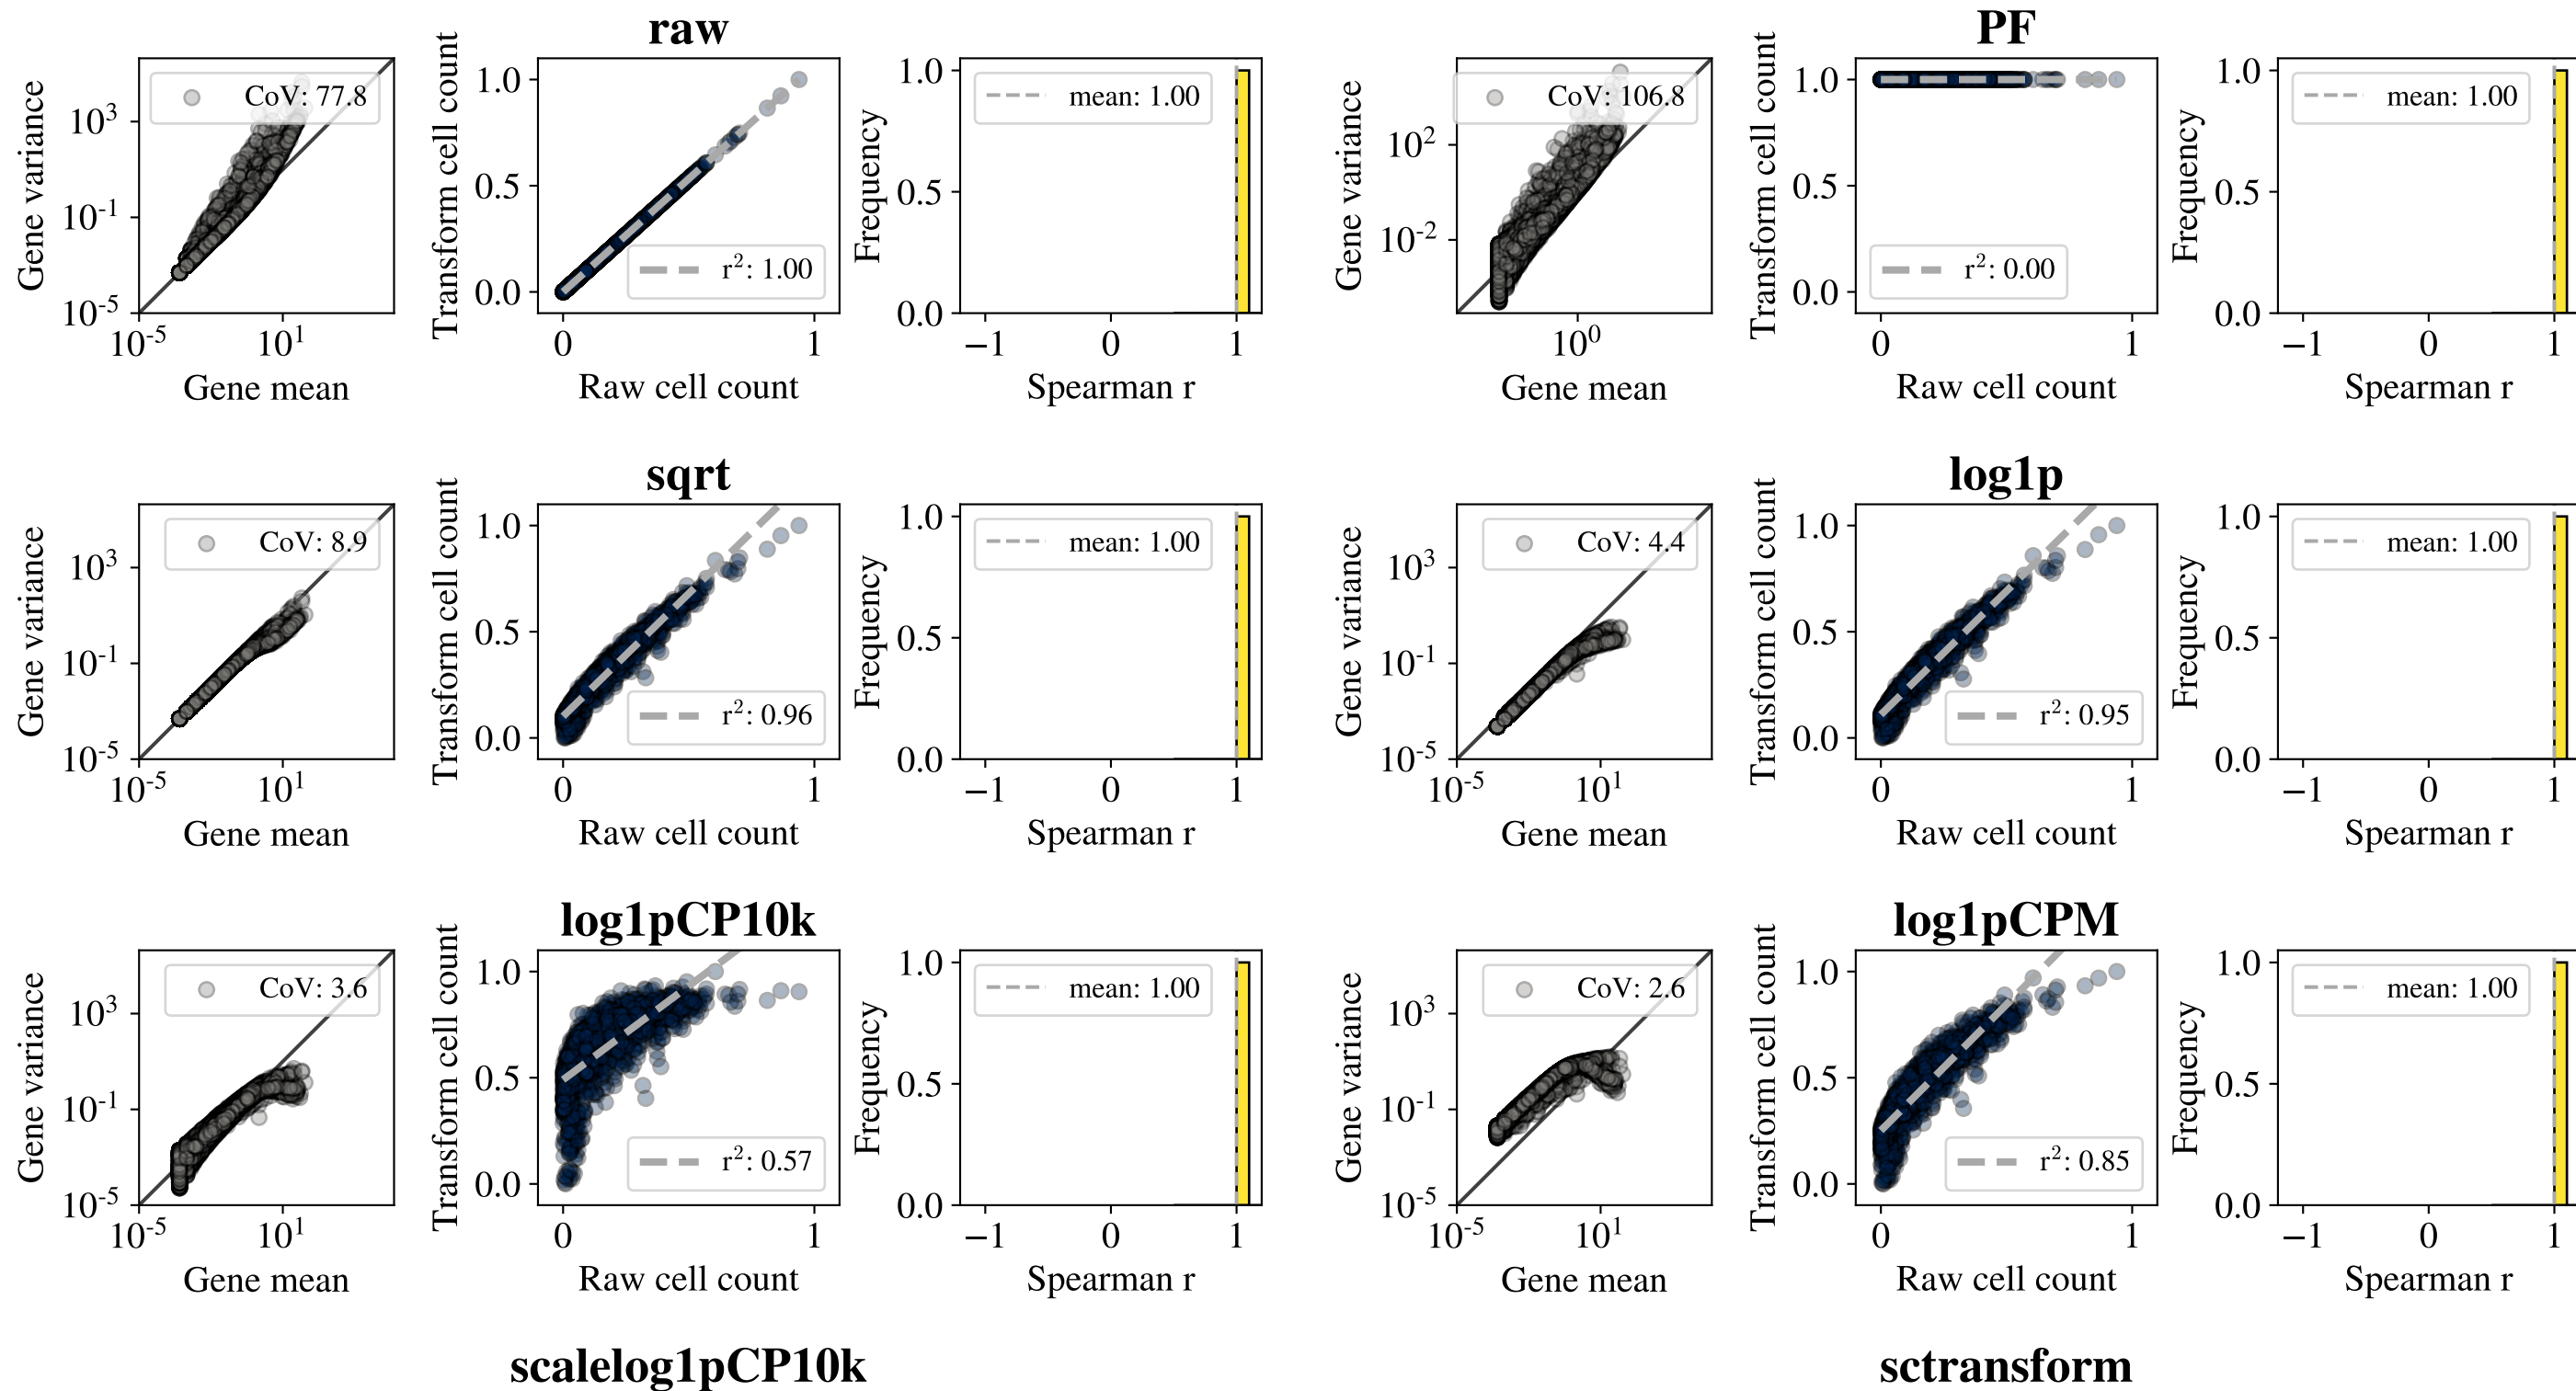 raw
Gene variance
10³
10⁻¹
10⁻⁵
CoV: 77.8
10⁻⁵ 10¹
Gene mean
Transform cell count
1.0
0.5
0.0
r²: 1.00
0 1
Raw cell count
Frequency
1.0
0.5
0.0
mean: 1.00
−1 0 1
Spearman r
PF
Gene variance
10²
10⁻²
CoV: 106.8
10⁰
Gene mean
Transform cell count
1.0
0.5
0.0
r²: 0.00
0 1
Raw cell count
Frequency
1.0
0.5
0.0
mean: 1.00
−1 0 1
Spearman r
sqrt
Gene variance
10³
10⁻¹
10⁻⁵
CoV: 8.9
10⁻⁵ 10¹
Gene mean
Transform cell count
1.0
0.5
0.0
r²: 0.96
0 1
Raw cell count
Frequency
1.0
0.5
0.0
mean: 1.00
−1 0 1
Spearman r
log1p
Gene variance
10³
10⁻¹
10⁻⁵
CoV: 4.4
10⁻⁵ 10¹
Gene mean
Transform cell count
1.0
0.5
0.0
r²: 0.95
0 1
Raw cell count
Frequency
1.0
0.5
0.0
mean: 1.00
−1 0 1
Spearman r
log1pCP10k
Gene variance
10³
10⁻¹
10⁻⁵
CoV: 3.6
10⁻⁵ 10¹
Gene mean
Transform cell count
1.0
0.5
0.0
r²: 0.57
0 1
Raw cell count
Frequency
1.0
0.5
0.0
mean: 1.00
−1 0 1
Spearman r
log1pCPM
Gene variance
10³
10⁻¹
10⁻⁵
CoV: 2.6
10⁻⁵ 10¹
Gene mean
Transform cell count
1.0
0.5
0.0
r²: 0.85
0 1
Raw cell count
Frequency
1.0
0.5
0.0
mean: 1.00
−1 0 1
Spearman r
scalelog1pCP10k
sctransform